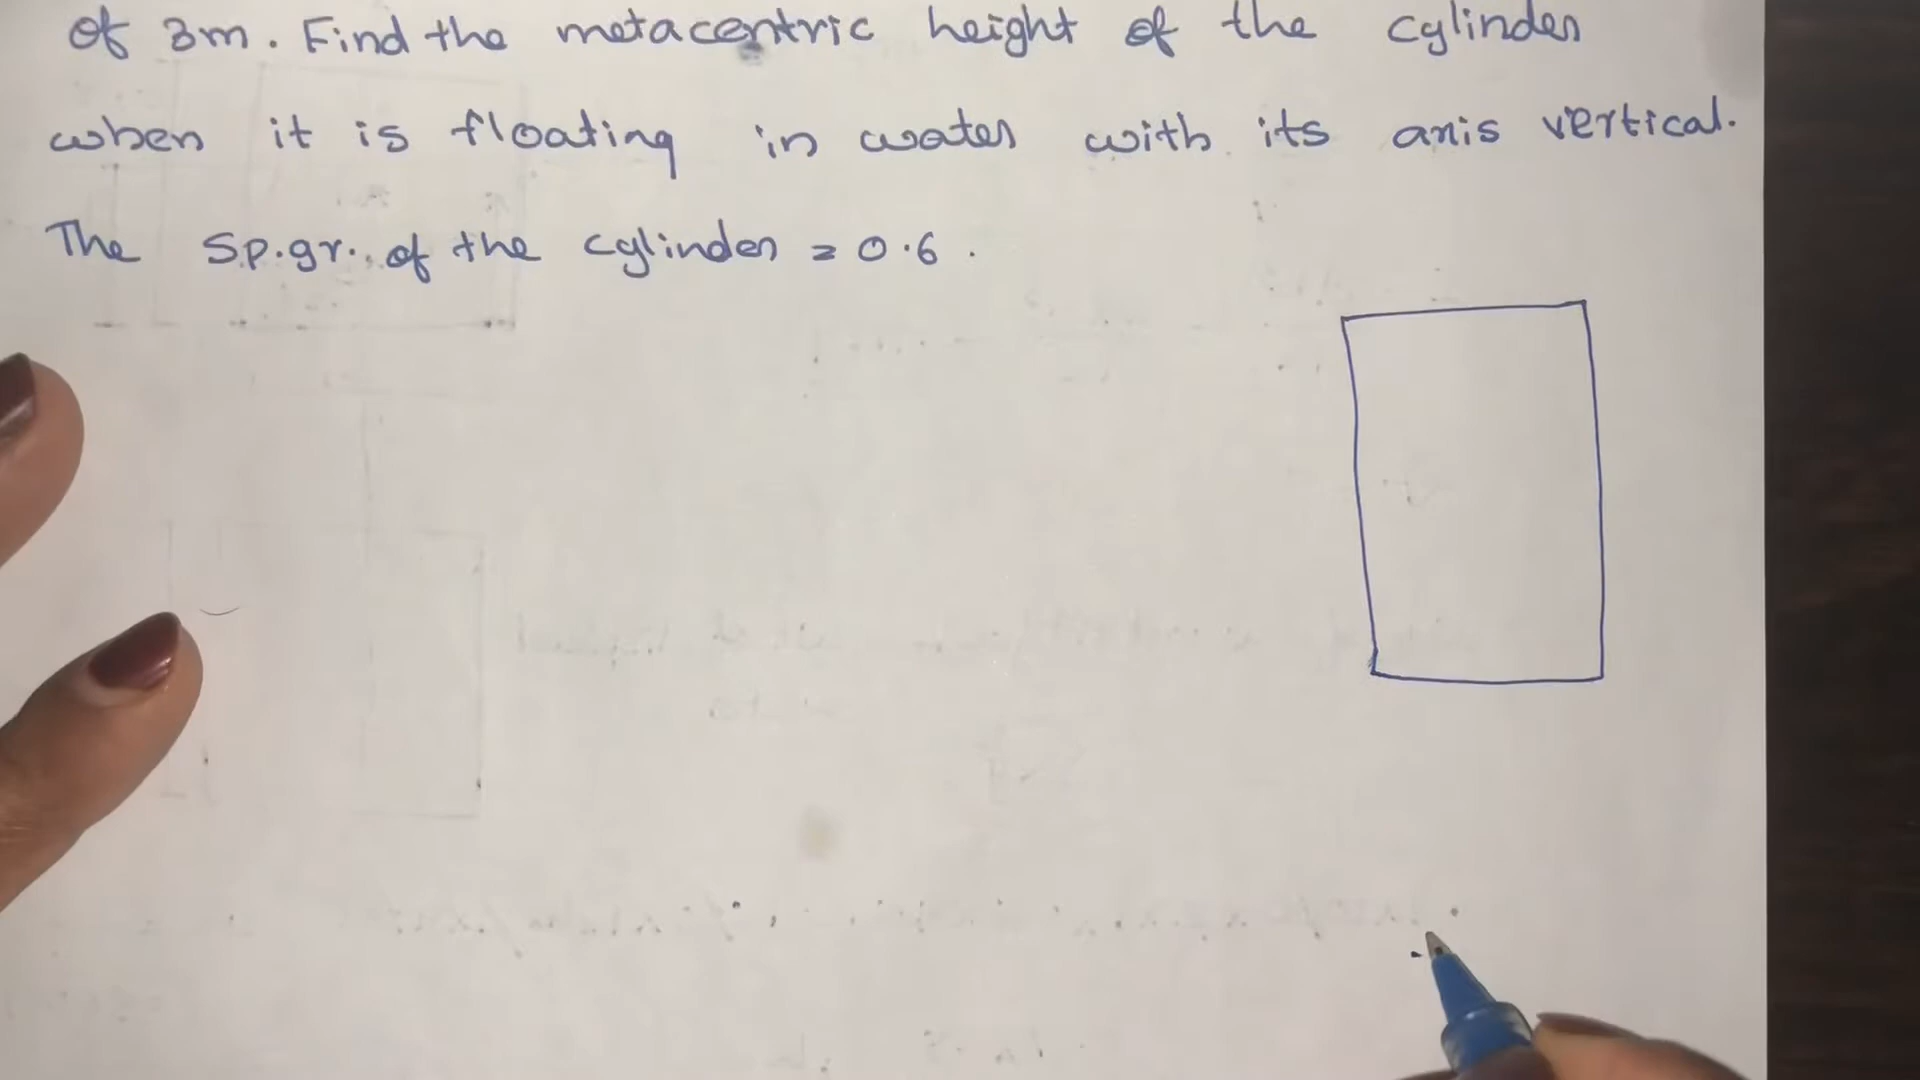 of 3m. Find the metacentric height of the cylinder
when it is floating in water with its axis vertical.
The Sp.gr. of the cylinder = 0.6.